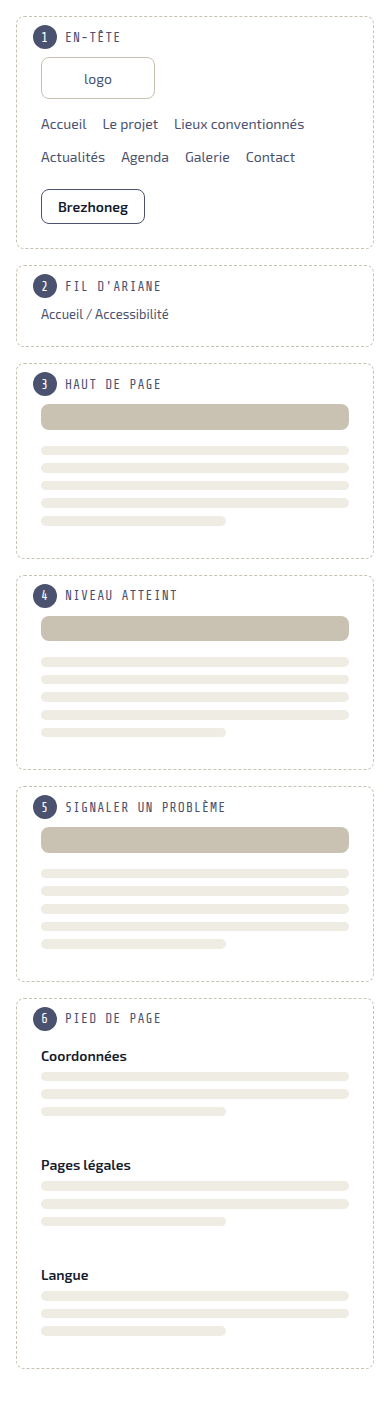 1 EN-TÊTE
logo
Accueil Le projet Lieux conventionnés
Actualités Agenda Galerie Contact
Brezhoneg
2 FIL D'ARIANE
Accueil / Accessibilité
3 HAUT DE PAGE
4 NIVEAU ATTEINT
5 SIGNALER UN PROBLÈME
6 PIED DE PAGE
Coordonnées
Pages légales
Langue